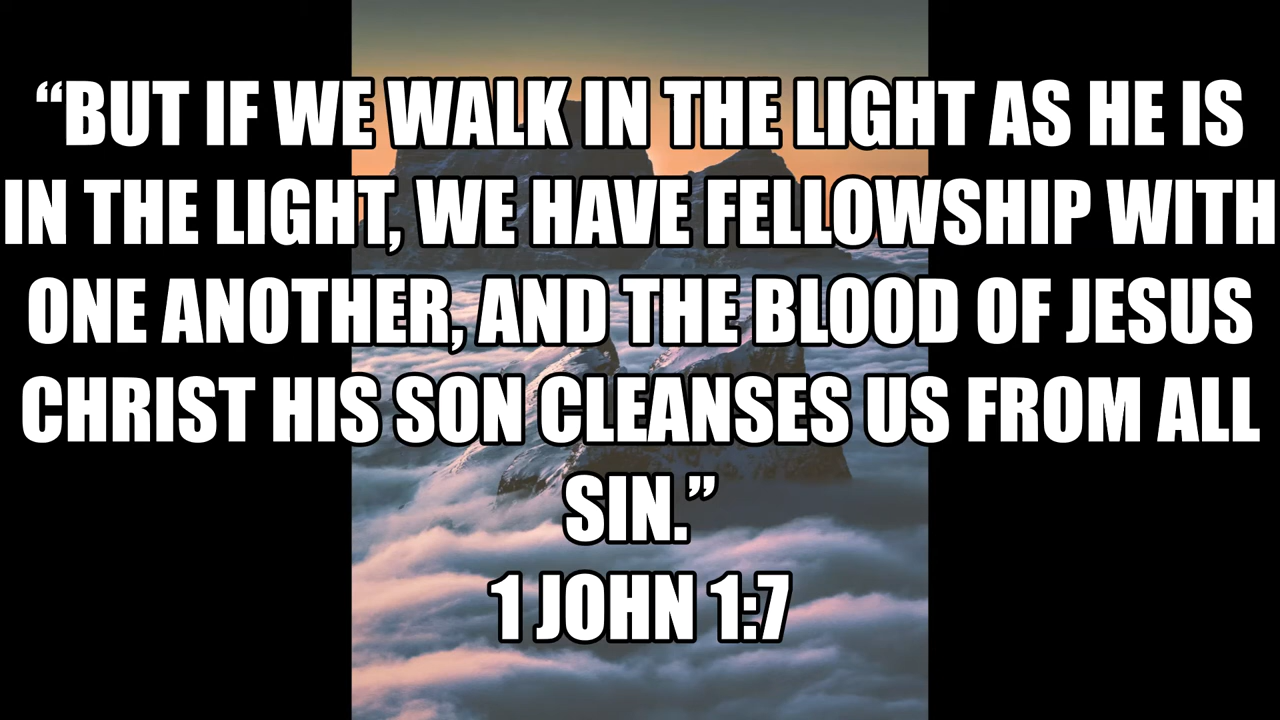 “BUT IF WE WALK IN THE LIGHT AS HE IS
IN THE LIGHT, WE HAVE FELLOWSHIP WITH
ONE ANOTHER, AND THE BLOOD OF JESUS
CHRIST HIS SON CLEANSES US FROM ALL
SIN.”
1 JOHN 1:7